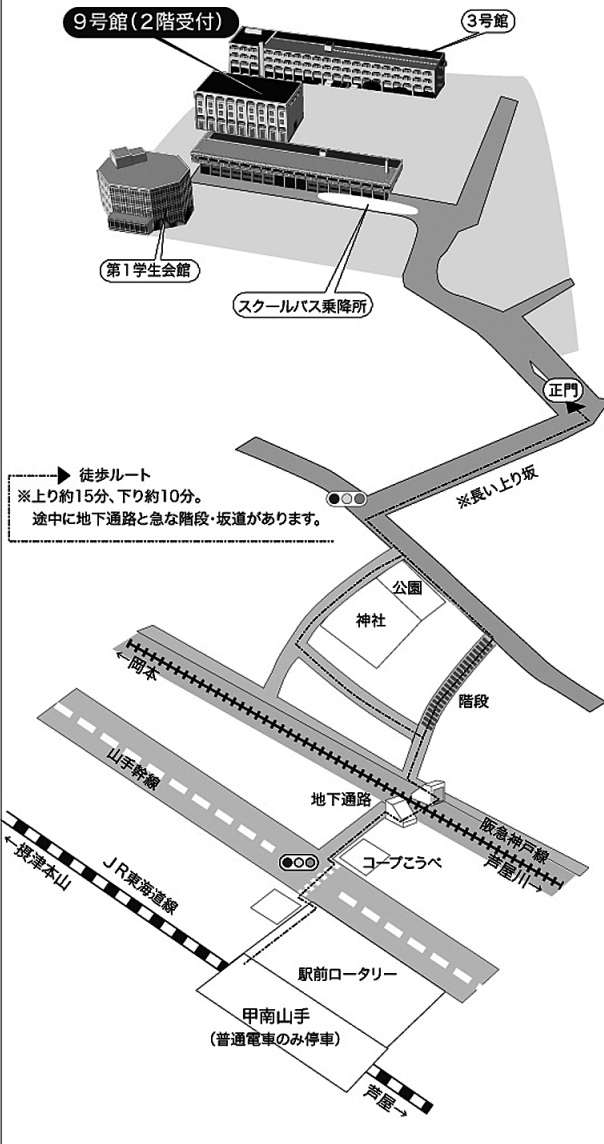 9号館(2階受付)
3号館
第1学生会館
スクールバス乗降所
正門
徒歩ルート
※上り約15分、下り約10分。
途中に地下通路と急な階段・坂道があります。
※長い上り坂
公園
神社
←岡本
階段
山手幹線
地下通路
阪急神戸線
芦屋川→
コープこうべ
JR東海道線
←摂津本山
駅前ロータリー
甲南山手
(普通電車のみ停車)
芦屋→